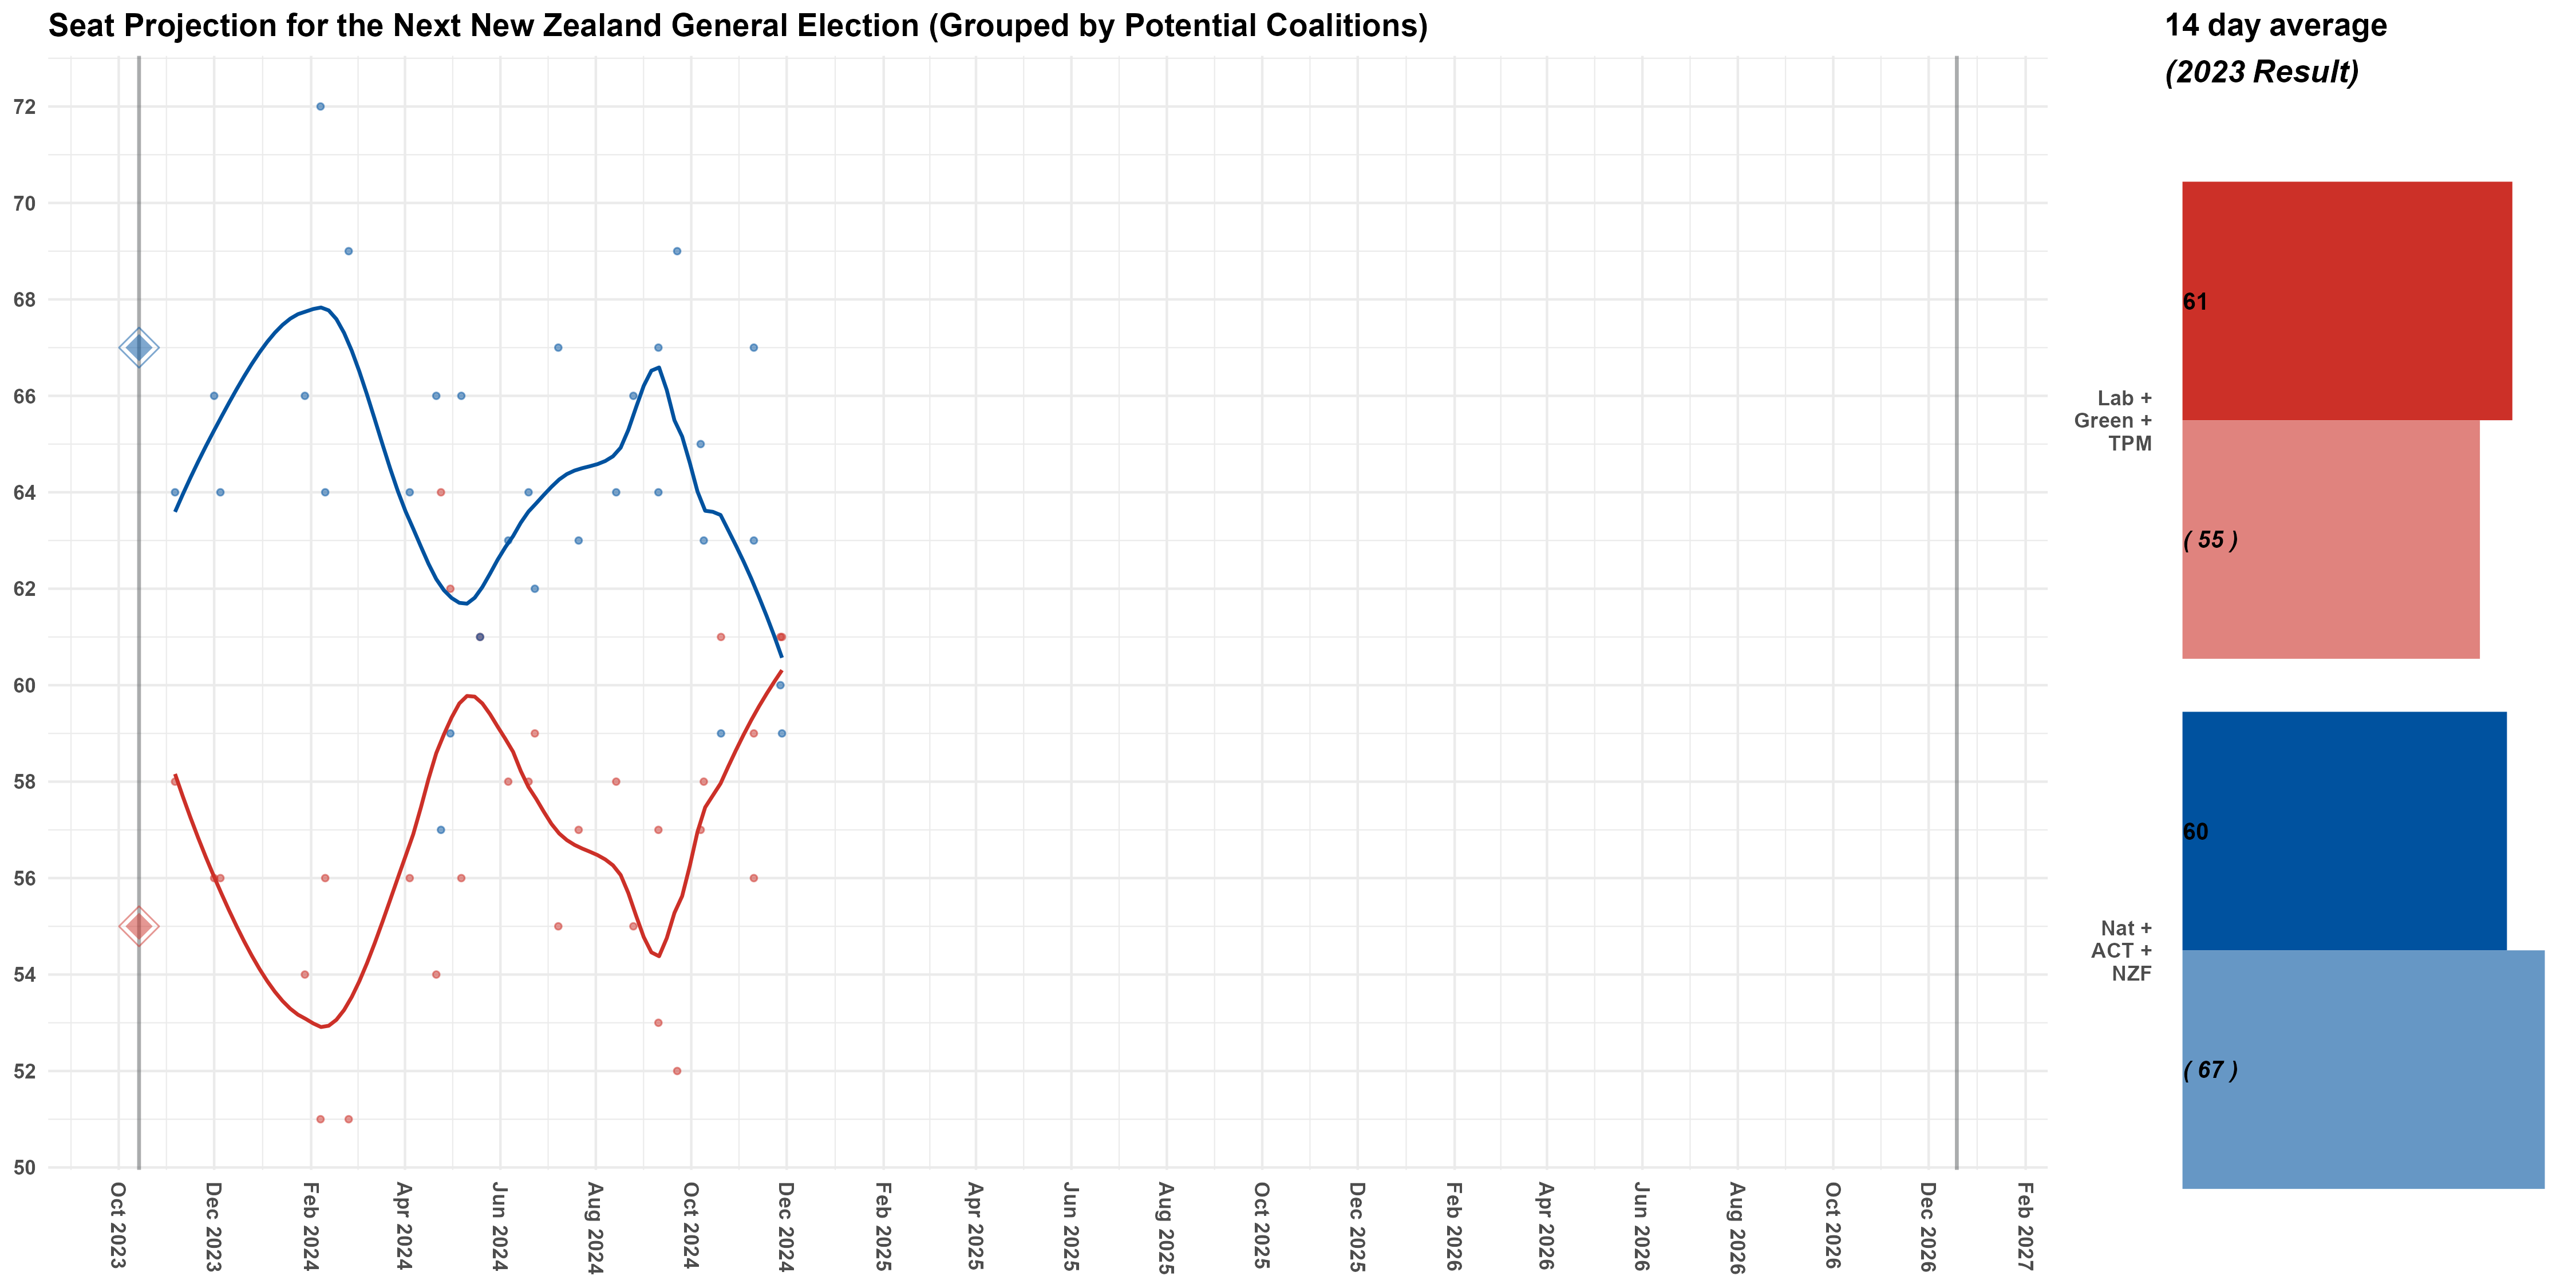 Seat Projection for the Next New Zealand General Election (Grouped by Potential Coalitions)
14 day average
(2023 Result)
72
70
68
66
64
62
60
58
56
54
52
50
Oct 2023
Dec 2023
Feb 2024
Apr 2024
Jun 2024
Aug 2024
Oct 2024
Dec 2024
Feb 2025
Apr 2025
Jun 2025
Aug 2025
Oct 2025
Dec 2025
Feb 2026
Apr 2026
Jun 2026
Aug 2026
Oct 2026
Dec 2026
Feb 2027
Lab +
Green +
TPM
61
( 55 )
Nat +
ACT +
NZF
60
( 67 )